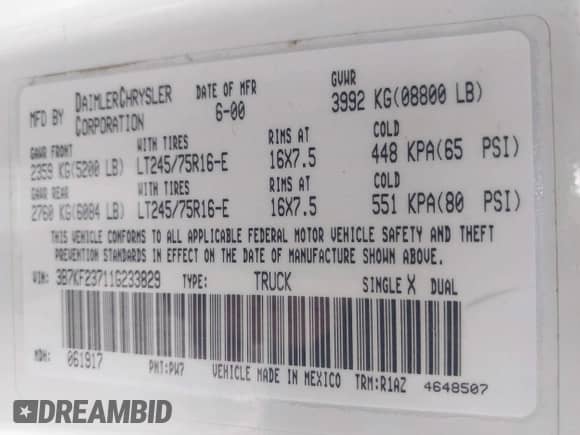 MFD BY DAIMLERCHRYSLER CORPORATION
DATE OF MFR 6-00
GVWR 3992 KG(08800 LB)
GAWR FRONT WITH TIRES RIMS AT COLD
2359 KG(5200 LB) LT245/75R16-E 16X7.5 448 KPA(65 PSI)
GAWR REAR WITH TIRES RIMS AT COLD
2760 KG(6084 LB) LT245/75R16-E 16X7.5 551 KPA(80 PSI)
THIS VEHICLE CONFORMS TO ALL APPLICABLE FEDERAL MOTOR VEHICLE SAFETY AND THEFT
PREVENTION STANDARDS IN EFFECT ON THE DATE OF MANUFACTURE SHOWN ABOVE.
VIN: 3B7KF23711G233829 TYPE: TRUCK SINGLE X DUAL
MDH: 061917 PNT:PW7 VEHICLE MADE IN MEXICO TRM:R1AZ 4648507
DREAMBID